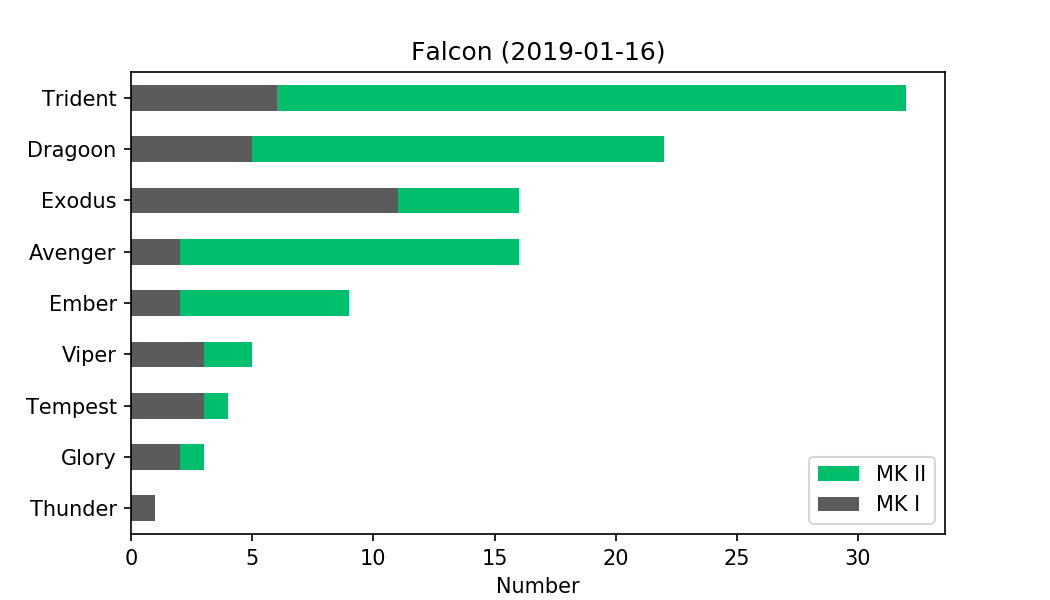 Falcon (2019-01-16)
Trident
Dragoon
Exodus
Avenger
Ember
Viper
Tempest
Glory
Thunder
MK II
MK I
0 5 10 15 20 25 30
Number